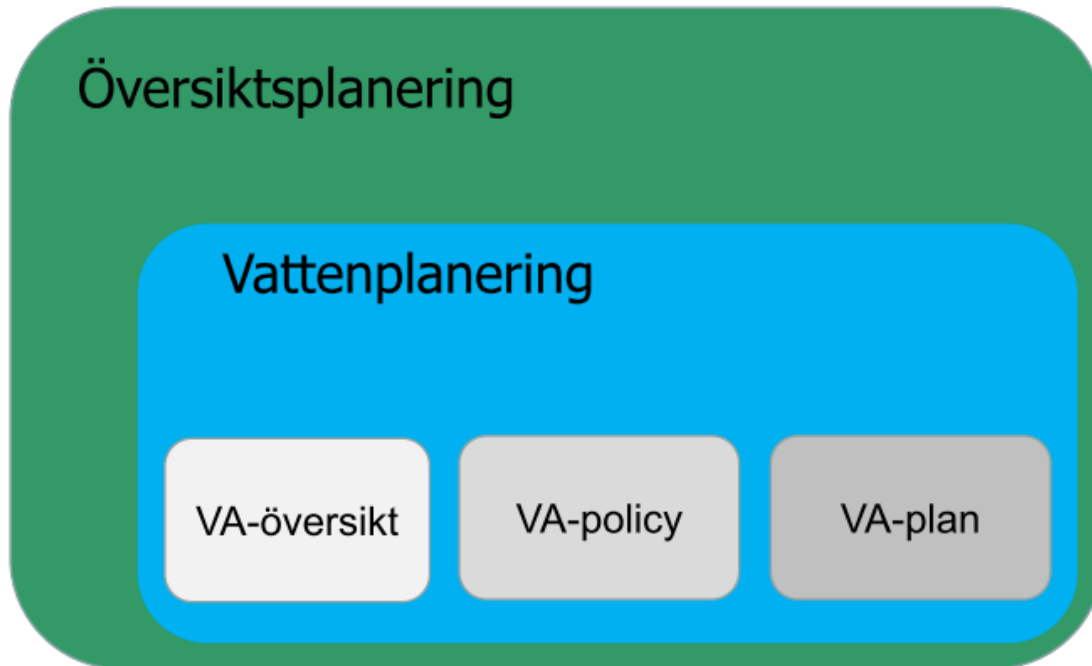 Översiktsplanering
Vattenplanering
VA-översikt
VA-policy
VA-plan